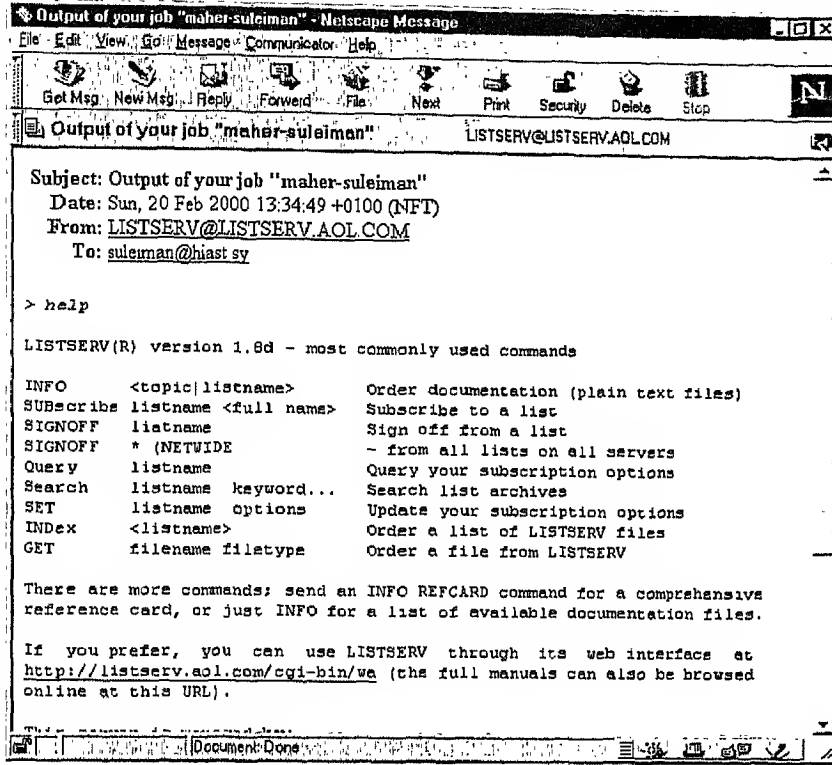 Output of your job "maher-suleiman" - Netscape Message
File Edit View Go Message Communicator Help
Get Msg New Msg Reply Forward File Next Print Security Delete Stop
N
Output of your job "maher-suleiman" LISTSERV@LISTSERV.AOL.COM
Subject: Output of your job "maher-suleiman"
Date: Sun, 20 Feb 2000 13:34:49 +0100 (NFT)
From: LISTSERV@LISTSERV.AOL.COM
To: suleiman@hiast sy
> help
LISTSERV(R) version 1.8d - most commonly used commands
INFO <topic|listname> Order documentation (plain text files)
SUBscribe listname <full name> Subscribe to a list
SIGNOFF listname Sign off from a list
SIGNOFF * (NETWIDE - from all lists on all servers
Query listname Query your subscription options
Search listname keyword... Search list archives
SET listname options Update your subscription options
INDex <listname> Order a list of LISTSERV files
GET filename filetype Order a file from LISTSERV
There are more commands; send an INFO REFCARD command for a comprehensive
reference card, or just INFO for a list of available documentation files.
If you prefer, you can use LISTSERV through its web interface at
http://listserv.aol.com/cgi-bin/wa (the full manuals can also be browsed
online at this URL).
Document: Done